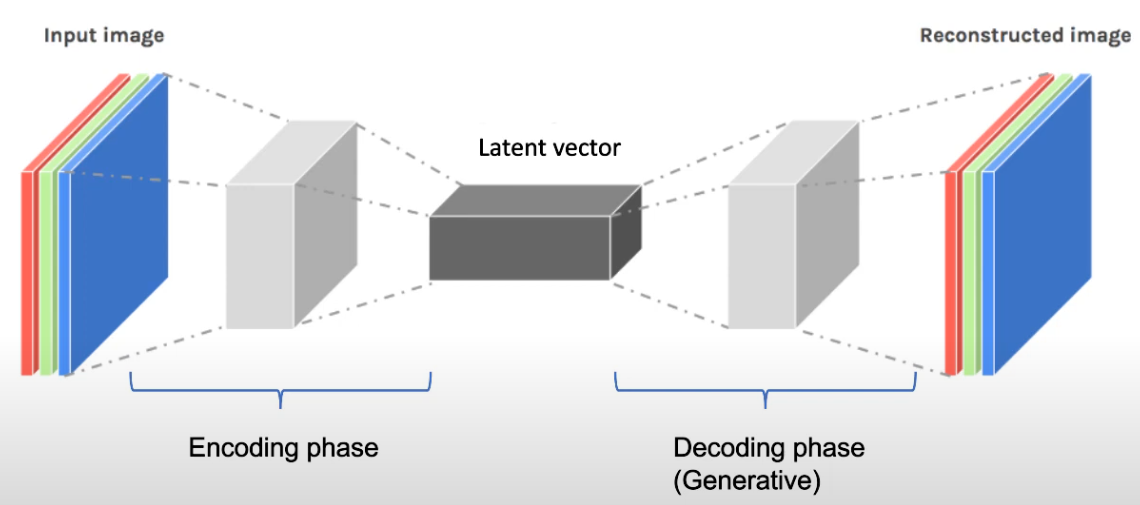 Input image
Reconstructed image
Latent vector
Encoding phase
Decoding phase
(Generative)